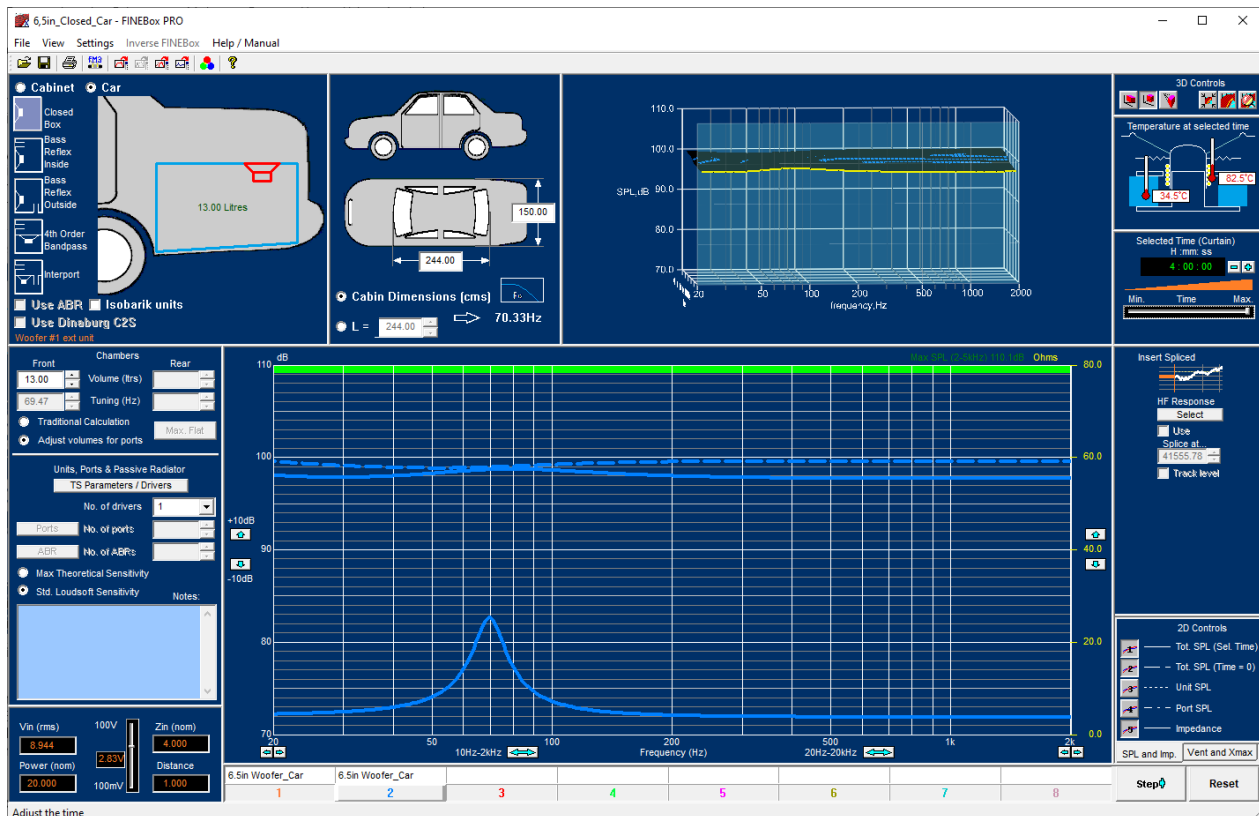 6,5in_Closed_Car - FINEBox PRO
File View Settings Inverse FINEBox Help / Manual
FM3
Cabinet Car
Closed Box
Bass Reflex Inside
Bass Reflex Outside
4th Order Bandpass
Interport
13.00 Litres
Use ABR Isobarik units
Use Dinaburg C2S
Woofer #1 ext unit
150.00
244.00
Cabin Dimensions (cms)
L = 244.00
Fc
70.33Hz
110.0
100.0
SPL,dB
90.0
80.0
70.0
20 50 100 200 500 1000 2000
frequency,Hz
3D Controls
Temperature at selected time
82.5°C
34.5°C
Selected Time (Curtain)
H :mm: ss
4 : 00 : 00
Min. Time Max.
Chambers
Front Rear
13.00 Volume (ltrs)
69.47 Tuning (Hz)
Traditional Calculation
Adjust volumes for ports
Max. Flat
Units, Ports & Passive Radiator
TS Parameters / Drivers
No. of drivers 1
Ports No. of ports
ABR No. of ABRs
Max Theoretical Sensitivity
Std. Loudsoft Sensitivity
Notes:
Vin (rms) 100V Zin (nom)
8.944 2.83V 4.000
Power (nom) Distance
20.000 100mV 1.000
dB Max SPL (2-5kHz) 110.1dB Ohms
110 80.0
100 60.0
+10dB
90 40.0
-10dB
80 20.0
70 0.0
20 50 100 200 500 1k 2k
10Hz-2kHz Frequency (Hz) 20Hz-20kHz
Insert Spliced
HF Response
Select
Use
Splice at...
41555.78
Track level
2D Controls
1 Tot. SPL (Sel. Time)
2 Tot. SPL (Time = 0)
3 Unit SPL
4 Port SPL
5 Impedance
SPL and Imp. Vent and Xmax
6.5in Woofer_Car 6.5in Woofer_Car
1 2 3 4 5 6 7 8
Step Reset
Adjust the time